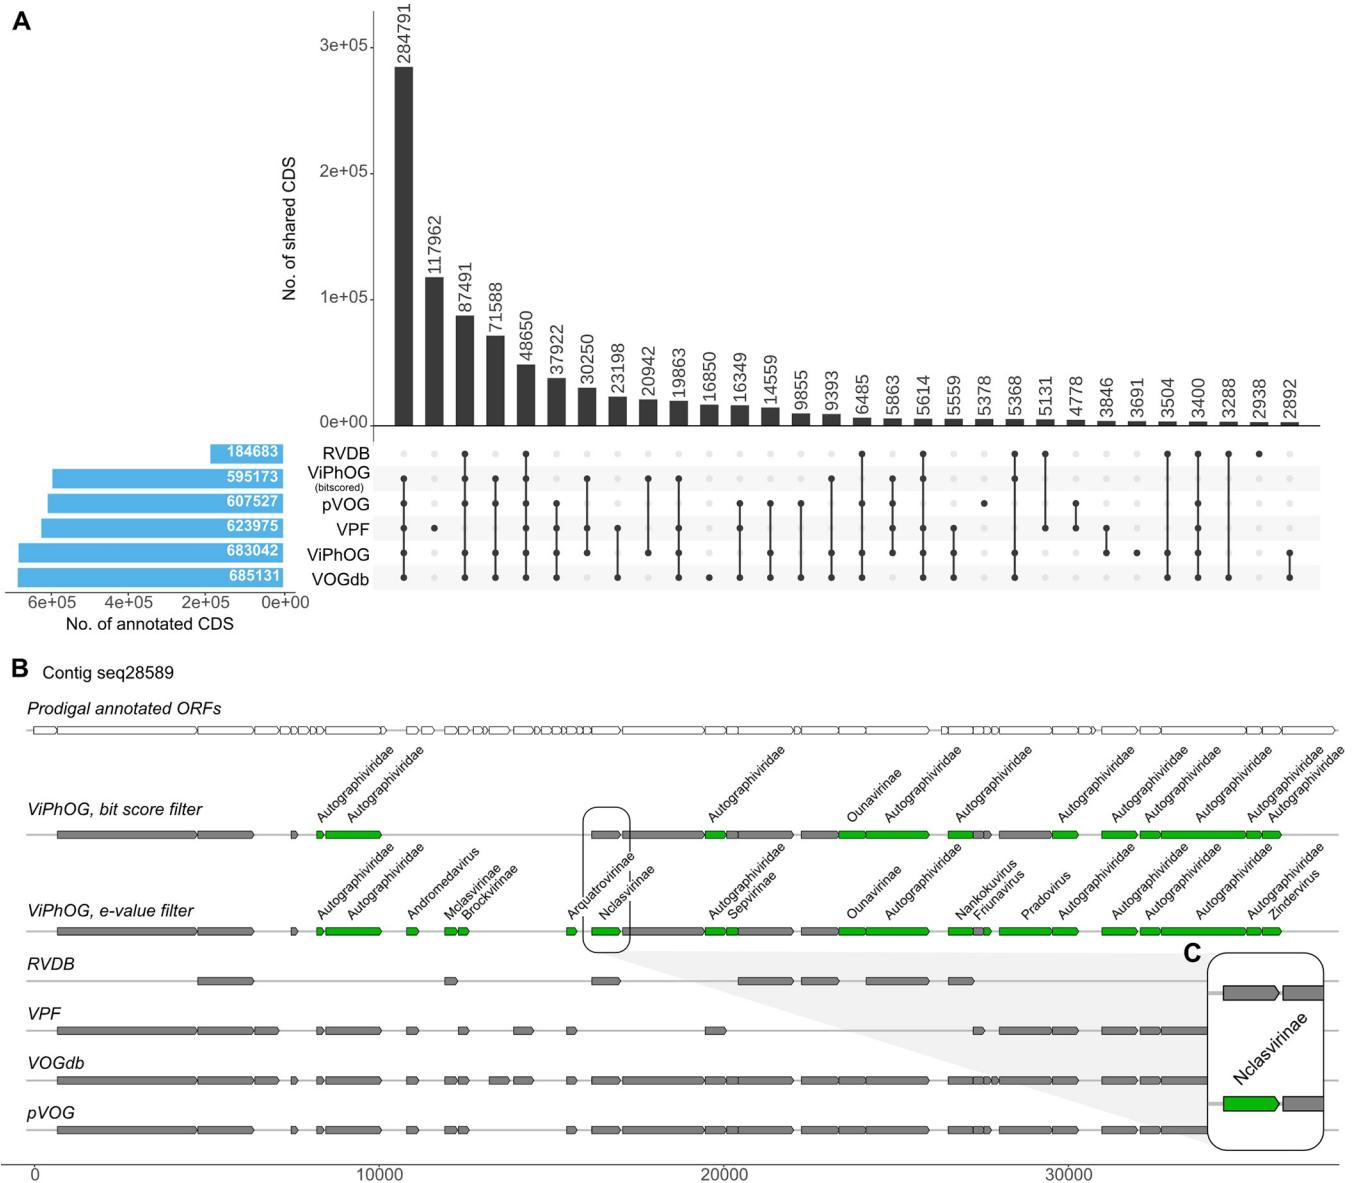 A
No. of shared CDS
3e+05
2e+05
1e+05
0e+00
284791
117962
87491
71588
48650
37922
30250
23198
20942
19863
16850
16349
14559
9855
9393
6485
5863
5614
5559
5378
5368
5131
4778
3846
3691
3504
3400
3288
2938
2892
184683 RVDB
595173 ViPhOG
(bitscored)
607527 pVOG
623975 VPF
683042 ViPhOG
685131 VOGdb
6e+05 4e+05 2e+05 0e+00
No. of annotated CDS
B Contig seq28589
Prodigal annotated ORFs
ViPhOG, bit score filter
Autographiviridae
Autographiviridae
Autographiviridae
Ounavirinae
Autographiviridae
Autographiviridae
Autographiviridae
Autographiviridae
Autographiviridae
Autographiviridae
Autographiviridae
Autographiviridae
ViPhOG, e-value filter
Autographiviridae
Autographiviridae
Andromedavirus
Mclasvirinae
Brockvirinae
Arquatrovirinae
Nclasvirinae
Autographiviridae
Sepvirinae
Ounavirinae
Autographiviridae
Nankokuvirus
Friunavirus
Pradovirus
Autographiviridae
Autographiviridae
Autographiviridae
Autographiviridae
Autographiviridae
Zindervirus
RVDB
VPF
VOGdb
pVOG
C
Nclasvirinae
0 10000 20000 30000